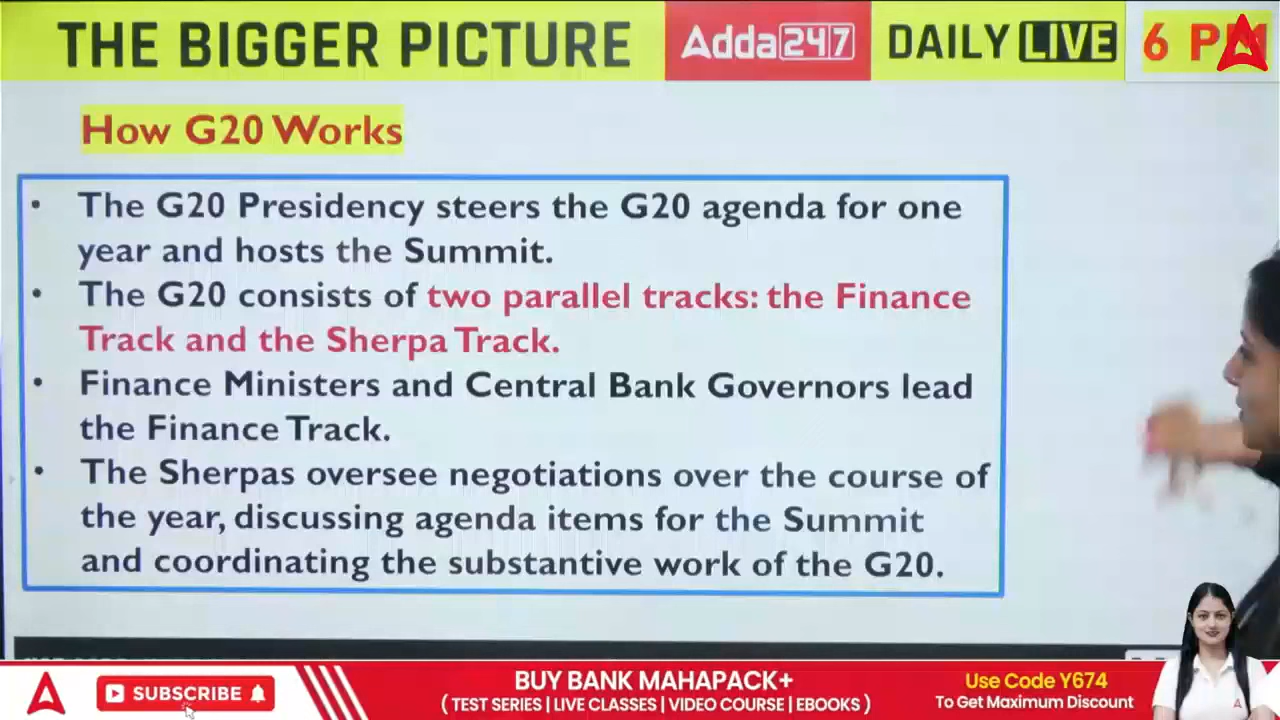 THE BIGGER PICTURE Adda247 DAILY LIVE 6 PM
How G20 Works
• The G20 Presidency steers the G20 agenda for one
year and hosts the Summit.
• The G20 consists of two parallel tracks: the Finance
Track and the Sherpa Track.
• Finance Ministers and Central Bank Governors lead
the Finance Track.
• The Sherpas oversee negotiations over the course of
the year, discussing agenda items for the Summit
and coordinating the substantive work of the G20.
SUBSCRIBE
BUY BANK MAHAPACK+
( TEST SERIES | LIVE CLASSES | VIDEO COURSE | EBOOKS )
Use Code Y674
To Get Maximum Discount